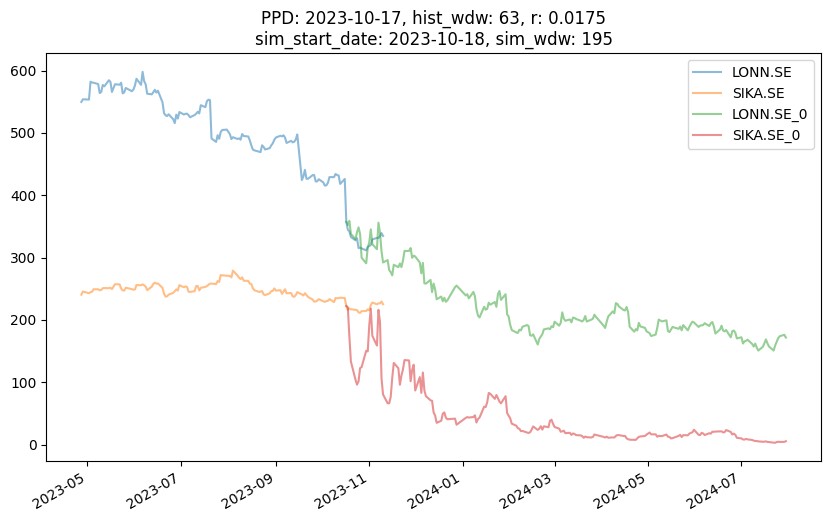 PPD: 2023-10-17, hist_wdw: 63, r: 0.0175
sim_start_date: 2023-10-18, sim_wdw: 195
LONN.SE
SIKA.SE
LONN.SE_0
SIKA.SE_0
600
500
400
300
200
100
0
2023-05
2023-07
2023-09
2023-11
2024-01
2024-03
2024-05
2024-07